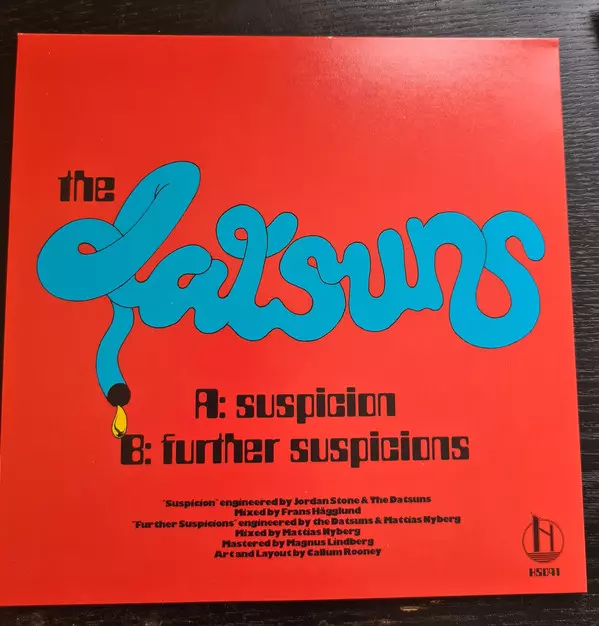 the
datsuns
A: suspicion
B: further suspicions
"Suspicion" engineered by Jordan Stone & The Datsuns
Mixed by Frans Hägglund
"Further Suspicions" engineered by the Datsuns & Mattias Nyberg
Mixed by Mattias Nyberg
Mastered by Magnus Lindberg
Art and Layout by Callum Rooney
HS041